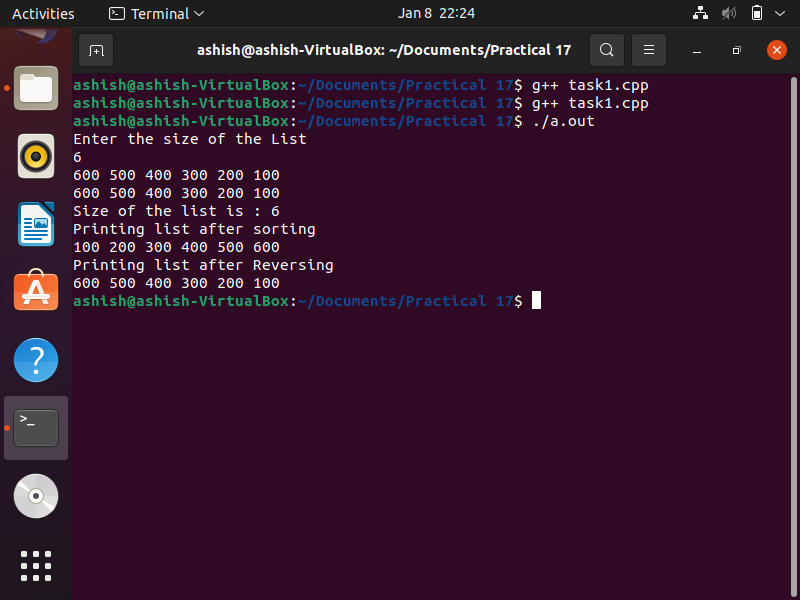 Activities Terminal Jan 8 22:24
ashish@ashish-VirtualBox: ~/Documents/Practical 17
ashish@ashish-VirtualBox:~/Documents/Practical 17$ g++ task1.cpp
ashish@ashish-VirtualBox:~/Documents/Practical 17$ g++ task1.cpp
ashish@ashish-VirtualBox:~/Documents/Practical 17$ ./a.out
Enter the size of the List
6
600 500 400 300 200 100
600 500 400 300 200 100
Size of the list is : 6
Printing list after sorting
100 200 300 400 500 600
Printing list after Reversing
600 500 400 300 200 100
ashish@ashish-VirtualBox:~/Documents/Practical 17$